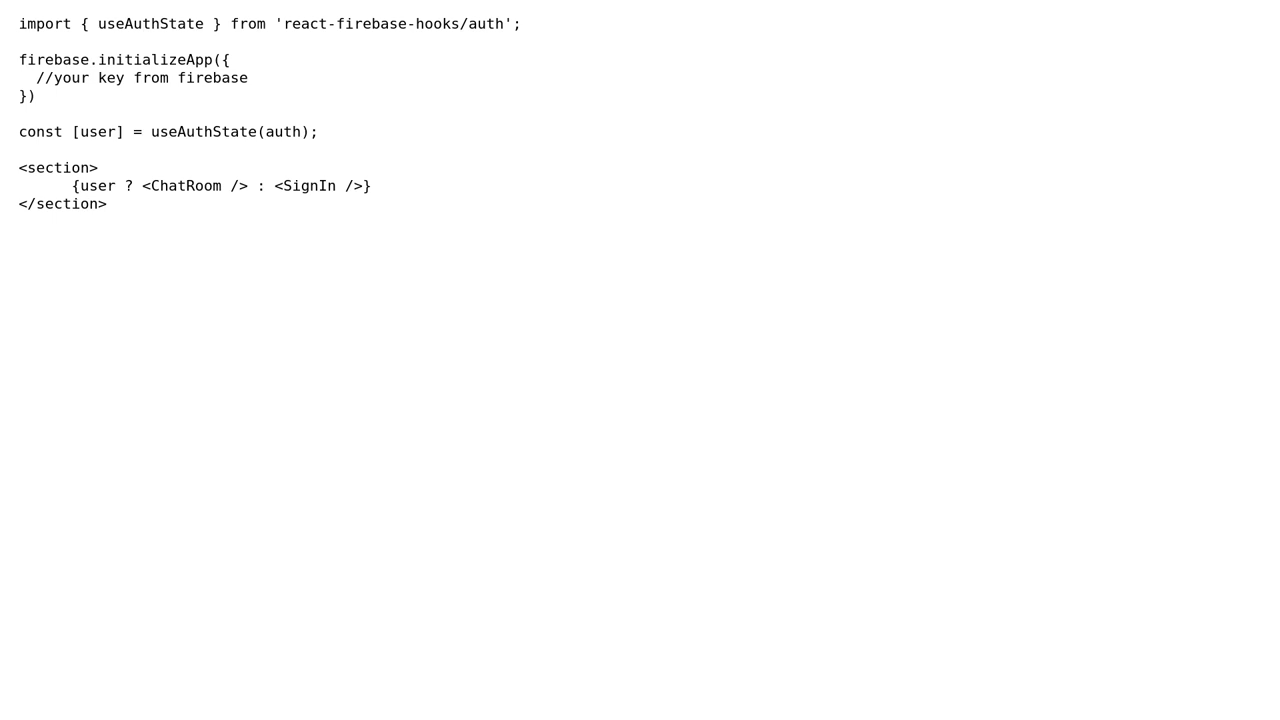 import { useAuthState } from 'react-firebase-hooks/auth';

firebase.initializeApp({
  //your key from firebase
})

const [user] = useAuthState(auth);

<section>
      {user ? <ChatRoom /> : <SignIn />}
</section>